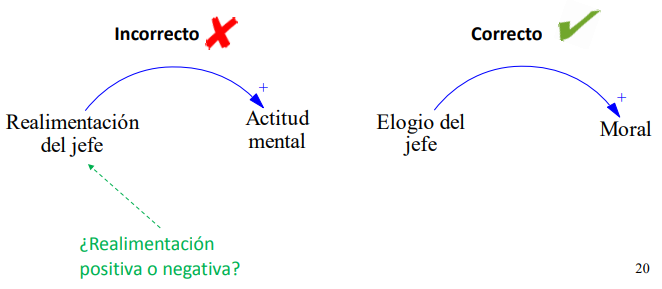 Incorrecto
Realimentación
del jefe
+
Actitud
mental
¿Realimentación
positiva o negativa?
Correcto
Elogio del
jefe
+
Moral
20